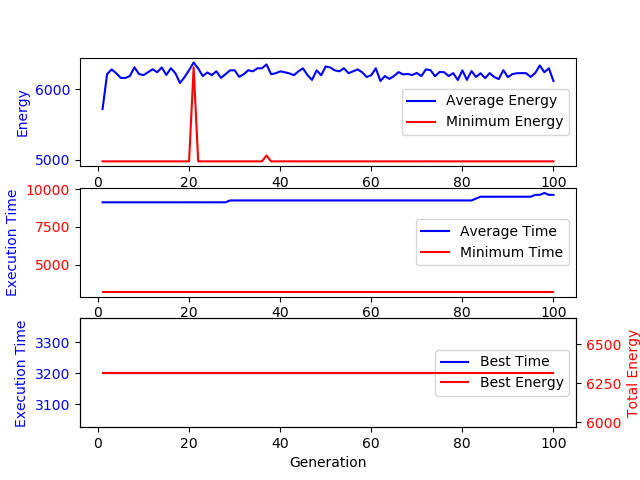 6000
5000
Energy
Average Energy
Minimum Energy
0 20 40 60 80 100
10000
7500
5000
Execution Time
Average Time
Minimum Time
0 20 40 60 80 100
3300
3200
3100
Execution Time
Best Time
Best Energy
6500
6250
6000
Total Energy
0 20 40 60 80 100
Generation